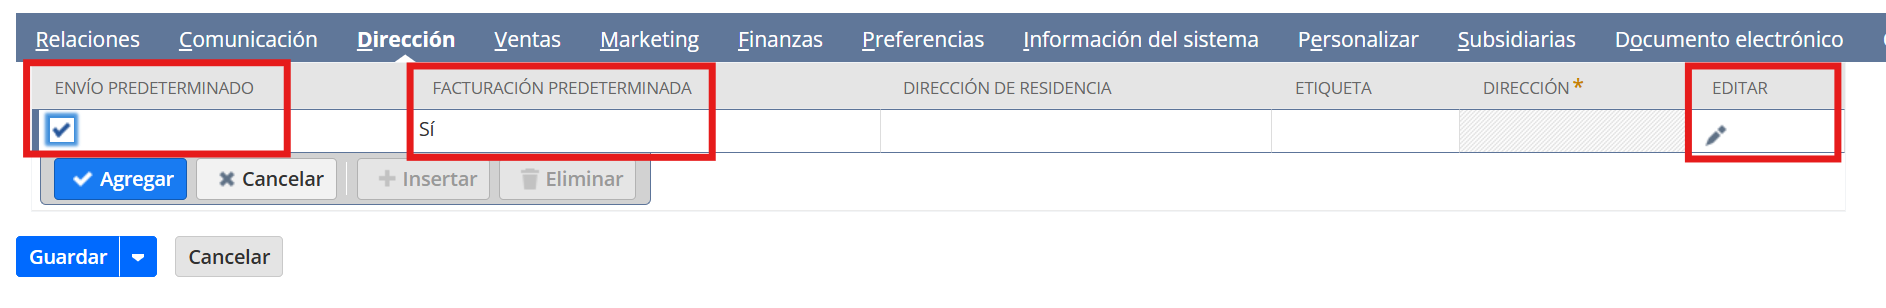 Relaciones Comunicación Dirección Ventas Marketing Finanzas Preferencias Información del sistema Personalizar Subsidiarias Documento electrónico
ENVÍO PREDETERMINADO FACTURACIÓN PREDETERMINADA DIRECCIÓN DE RESIDENCIA ETIQUETA DIRECCIÓN* EDITAR
Sí
Agregar Cancelar Insertar Eliminar
Guardar Cancelar